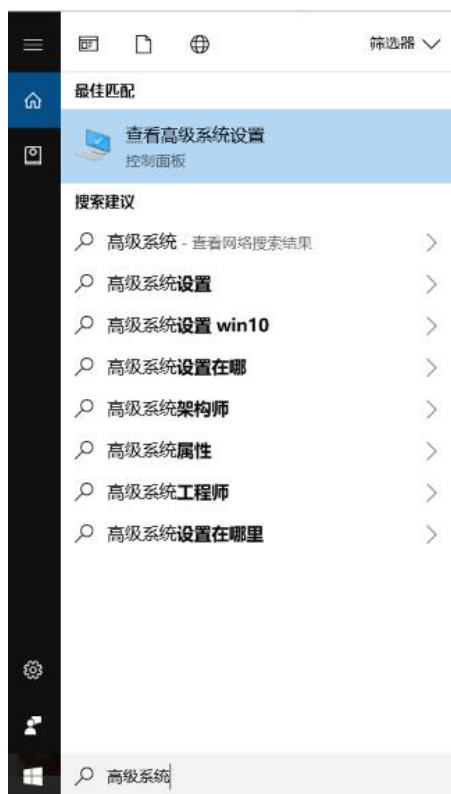 筛选器
最佳匹配
查看高级系统设置
控制面板
搜索建议
高级系统 - 查看网络搜索结果
高级系统设置
高级系统设置 win10
高级系统设置在哪
高级系统架构师
高级系统属性
高级系统工程师
高级系统设置在哪里
高级系统